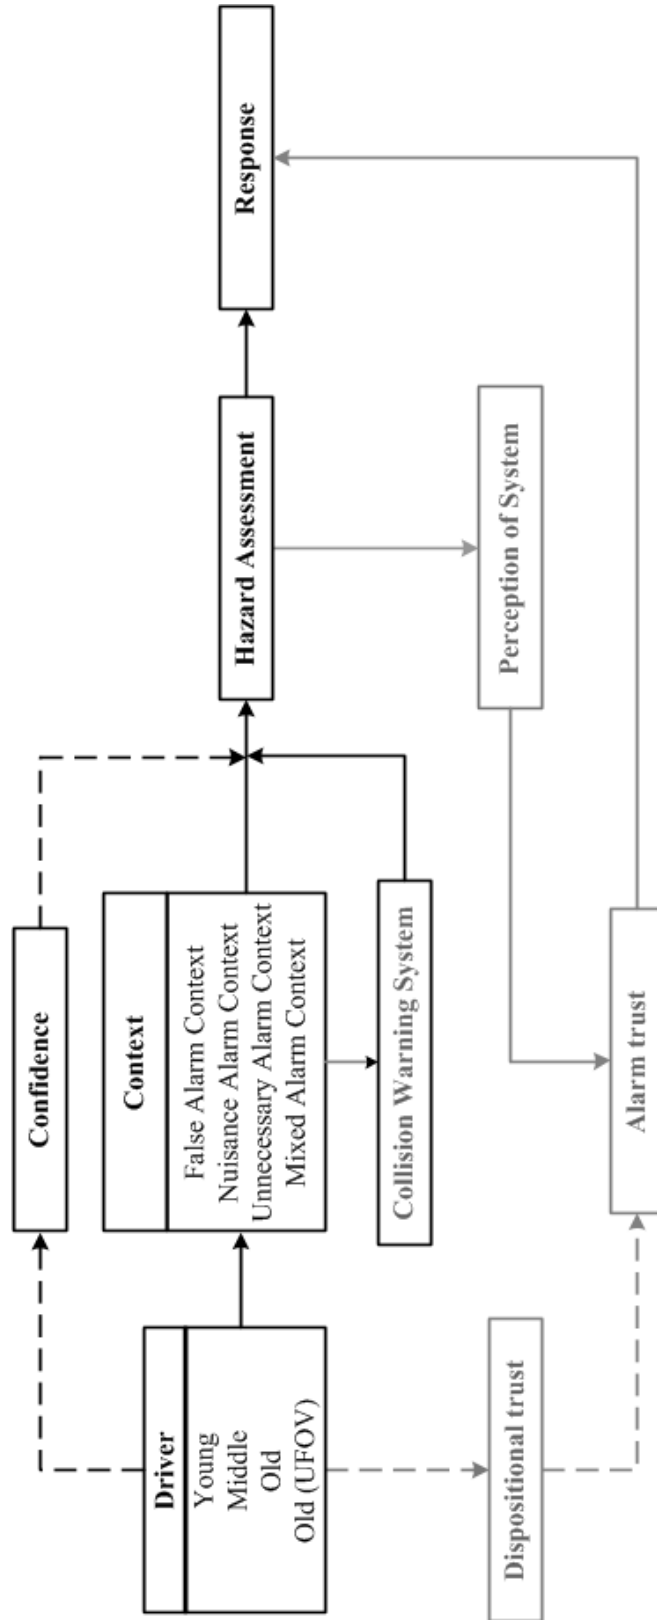 Driver
Young
Middle
Old
Old (UFOV)
Confidence
Context
False Alarm Context
Nuisance Alarm Context
Unnecessary Alarm Context
Mixed Alarm Context
Collision Warning System
Hazard Assessment
Response
Perception of System
Dispositional trust
Alarm trust